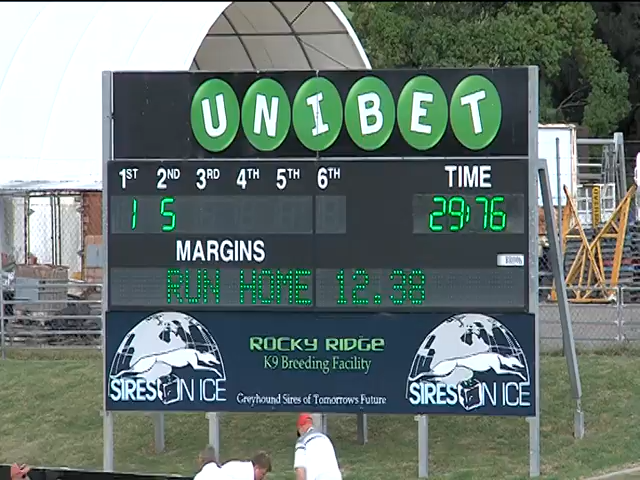 UNIBET
1ST 2ND 3RD 4TH 5TH 6TH TIME
1 5 29:76
MARGINS
RUN HOME 12.38
ROCKY RIDGE
K9 Breeding Facility
SIRES ON ICE
Greyhound Sires of Tomorrows Future
SIRES ON ICE